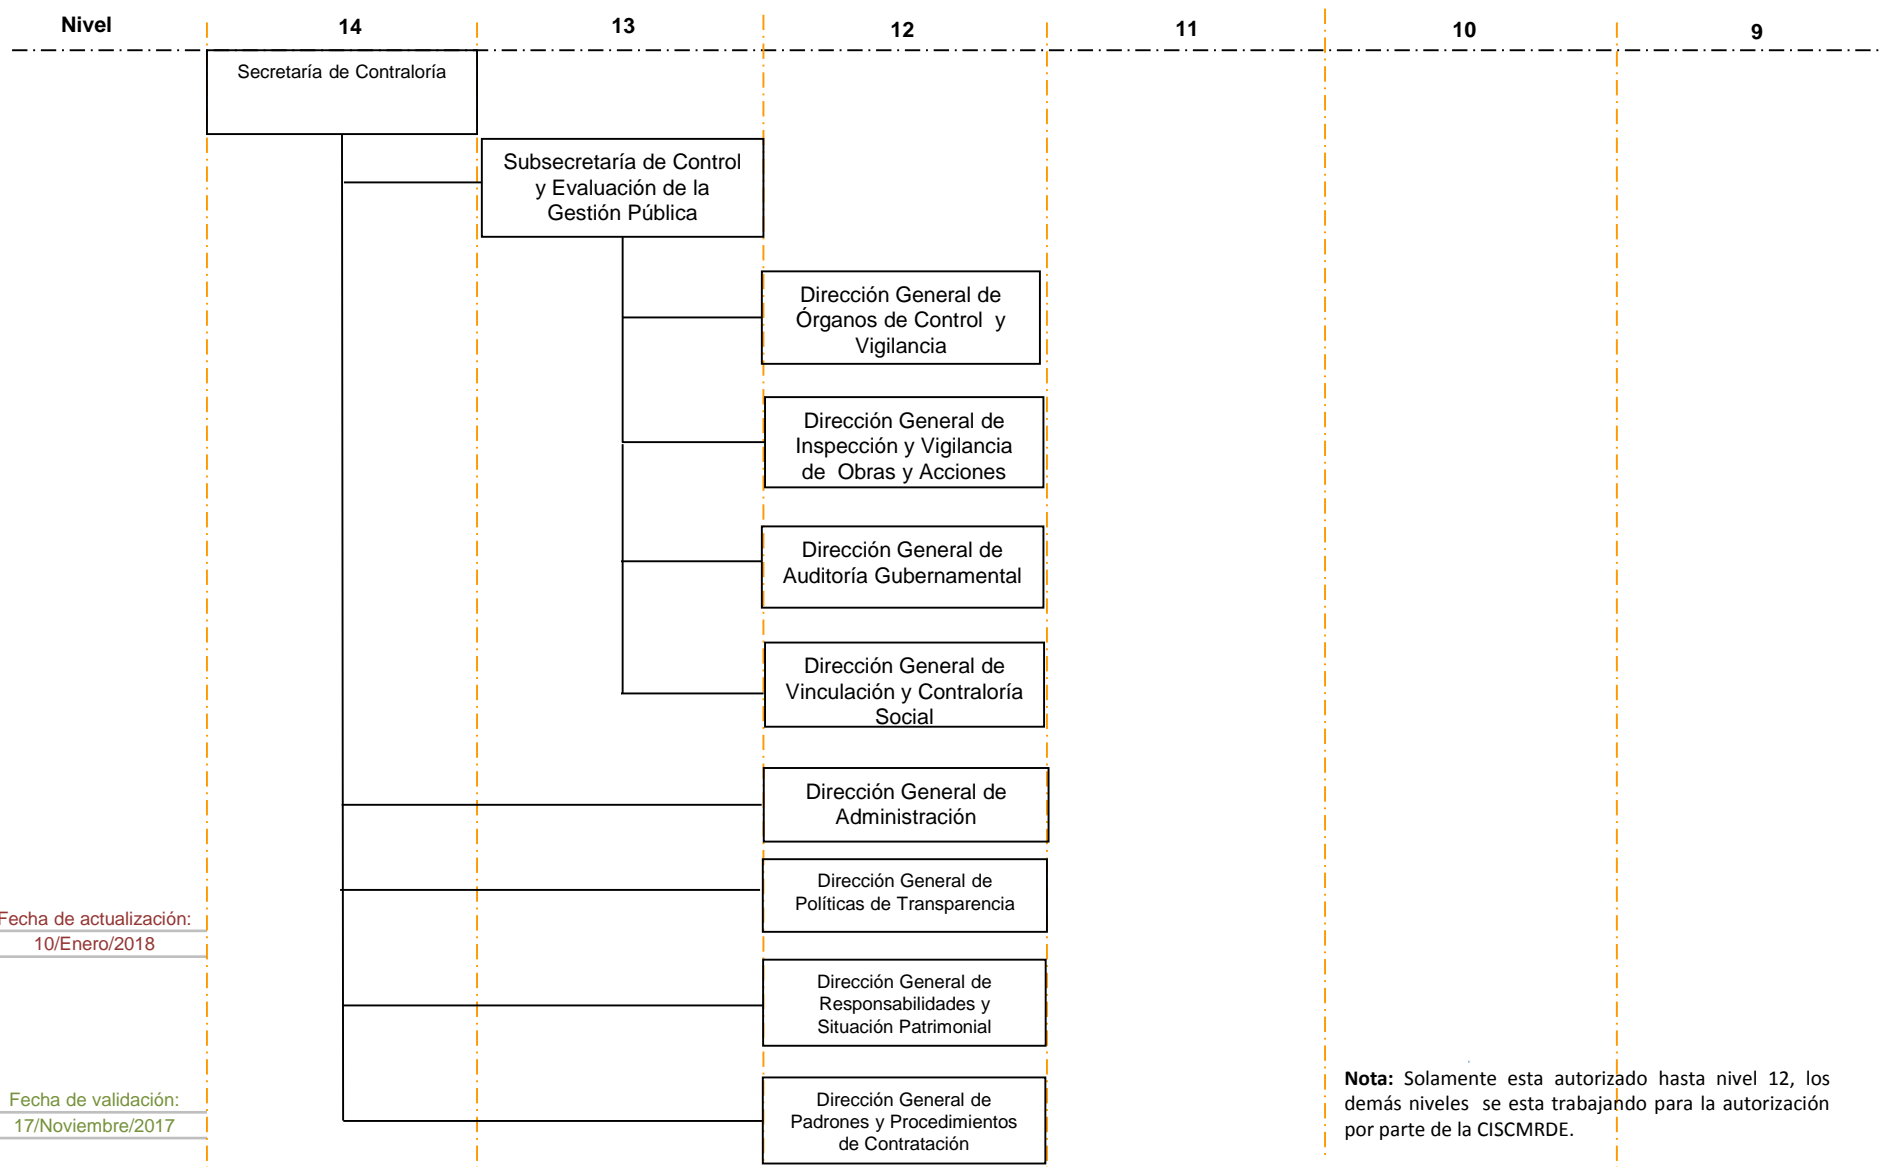 Nivel 14 13 12 11 10 9
Secretaría de Contraloría
Subsecretaría de Control
y Evaluación de la
Gestión Pública
Dirección General de
Órganos de Control y
Vigilancia
Dirección General de
Inspección y Vigilancia
de Obras y Acciones
Dirección General de
Auditoría Gubernamental
Dirección General de
Vinculación y Contraloría
Social
Dirección General de
Administración
Dirección General de
Políticas de Transparencia
Fecha de actualización:
10/Enero/2018
Dirección General de
Responsabilidades y
Situación Patrimonial
Dirección General de
Padrones y Procedimientos
de Contratación
Fecha de validación:
17/Noviembre/2017
Nota: Solamente esta autorizado hasta nivel 12, los
demás niveles se esta trabajando para la autorización
por parte de la CISCMRDE.